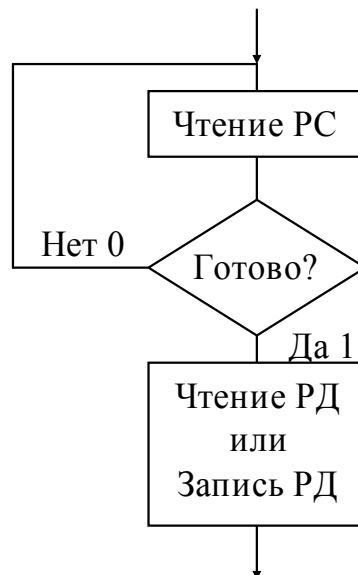 Чтение РС
Нет 0
Готово?
Да 1
Чтение РД
или
Запись РД